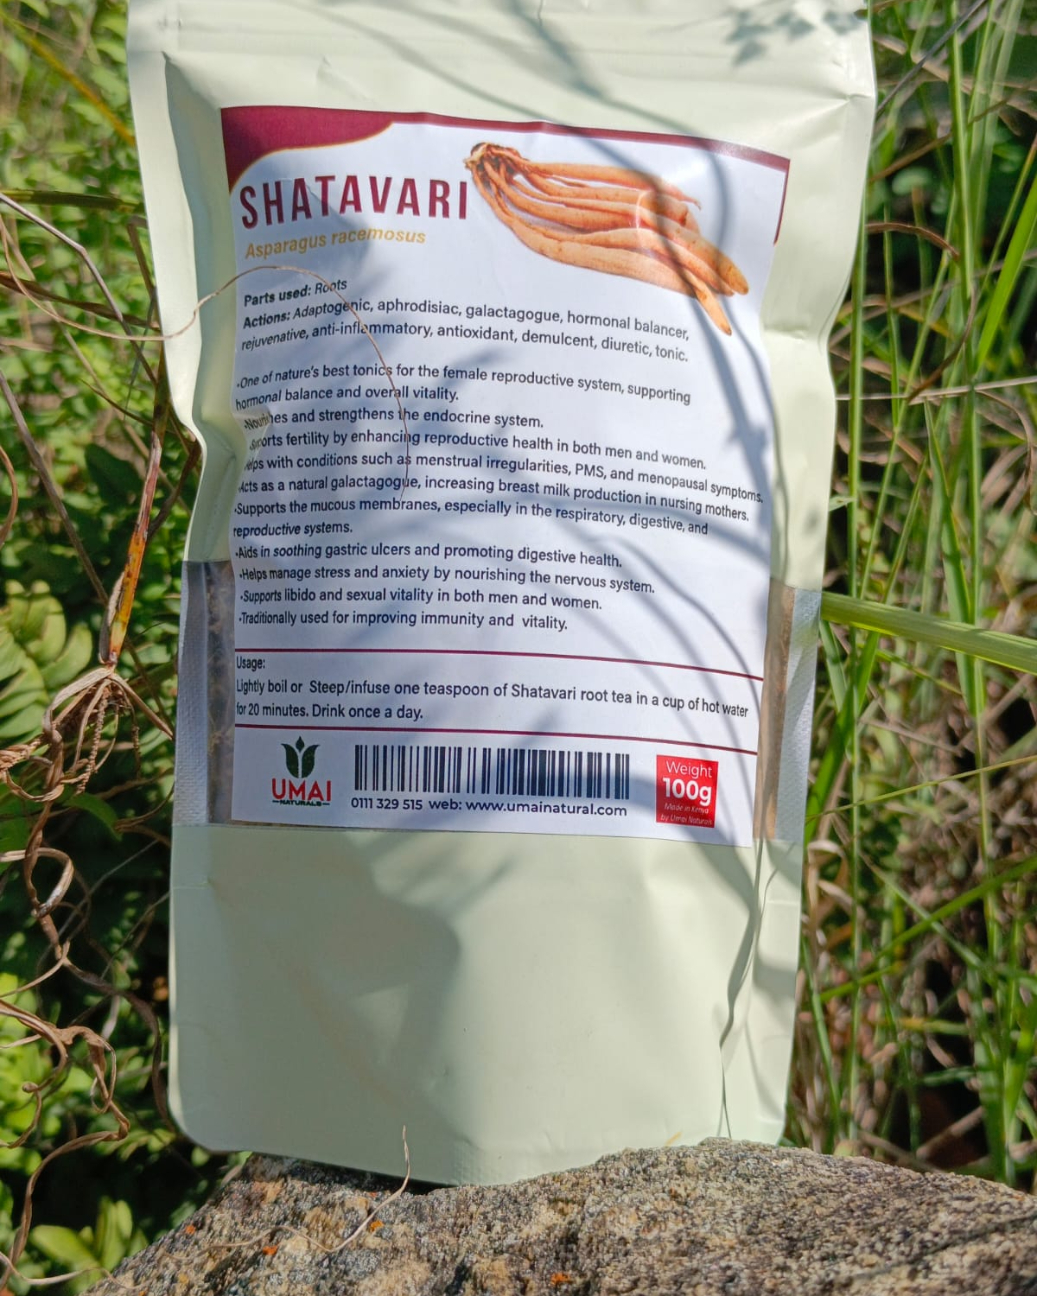 SHATAVARI
Asparagus racemosus
Parts used: Roots
Actions: Adaptogenic, aphrodisiac, galactagogue, hormonal balancer,
rejuvenative, anti-inflammatory, antioxidant, demulcent, diuretic, tonic.
•One of nature's best tonics for the female reproductive system, supporting
hormonal balance and overall vitality.
and strengthens the endocrine system.
fertility by enhancing reproductive health in both men and women.
with conditions such as menstrual irregularities, PMS, and menopausal symptoms.
•Acts as a natural galactagogue, increasing breast milk production in nursing mothers.
•Supports the mucous membranes, especially in the respiratory, digestive, and
reproductive systems.
•Aids in soothing gastric ulcers and promoting digestive health.
•Helps manage stress and anxiety by nourishing the nervous system.
•Supports libido and sexual vitality in both men and women.
•Traditionally used for improving immunity and vitality.
Usage:
Lightly boil or Steep/infuse one teaspoon of Shatavari root tea in a cup of hot water
for 20 minutes. Drink once a day.
UMAI
NATURALS
0111 329 515 web: www.umainatural.com
Weight
100g
Made in Kenya
by Umai Naturals